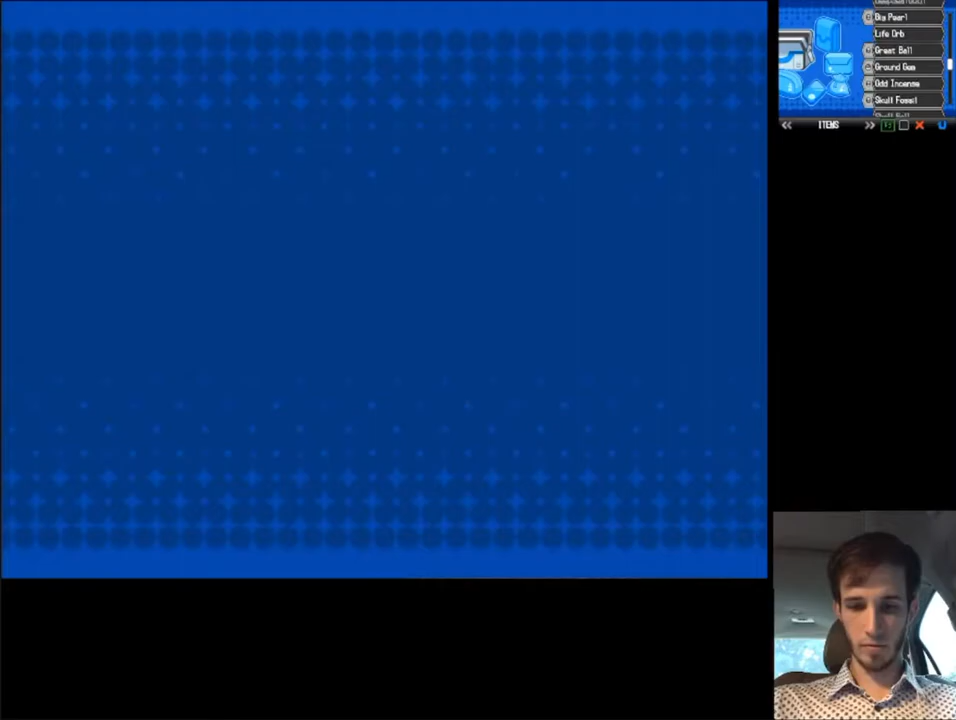 Big Pearl
Life Orb
Great Ball
Ground Gem
Odd Incense
Skull Fossil
ITEMS